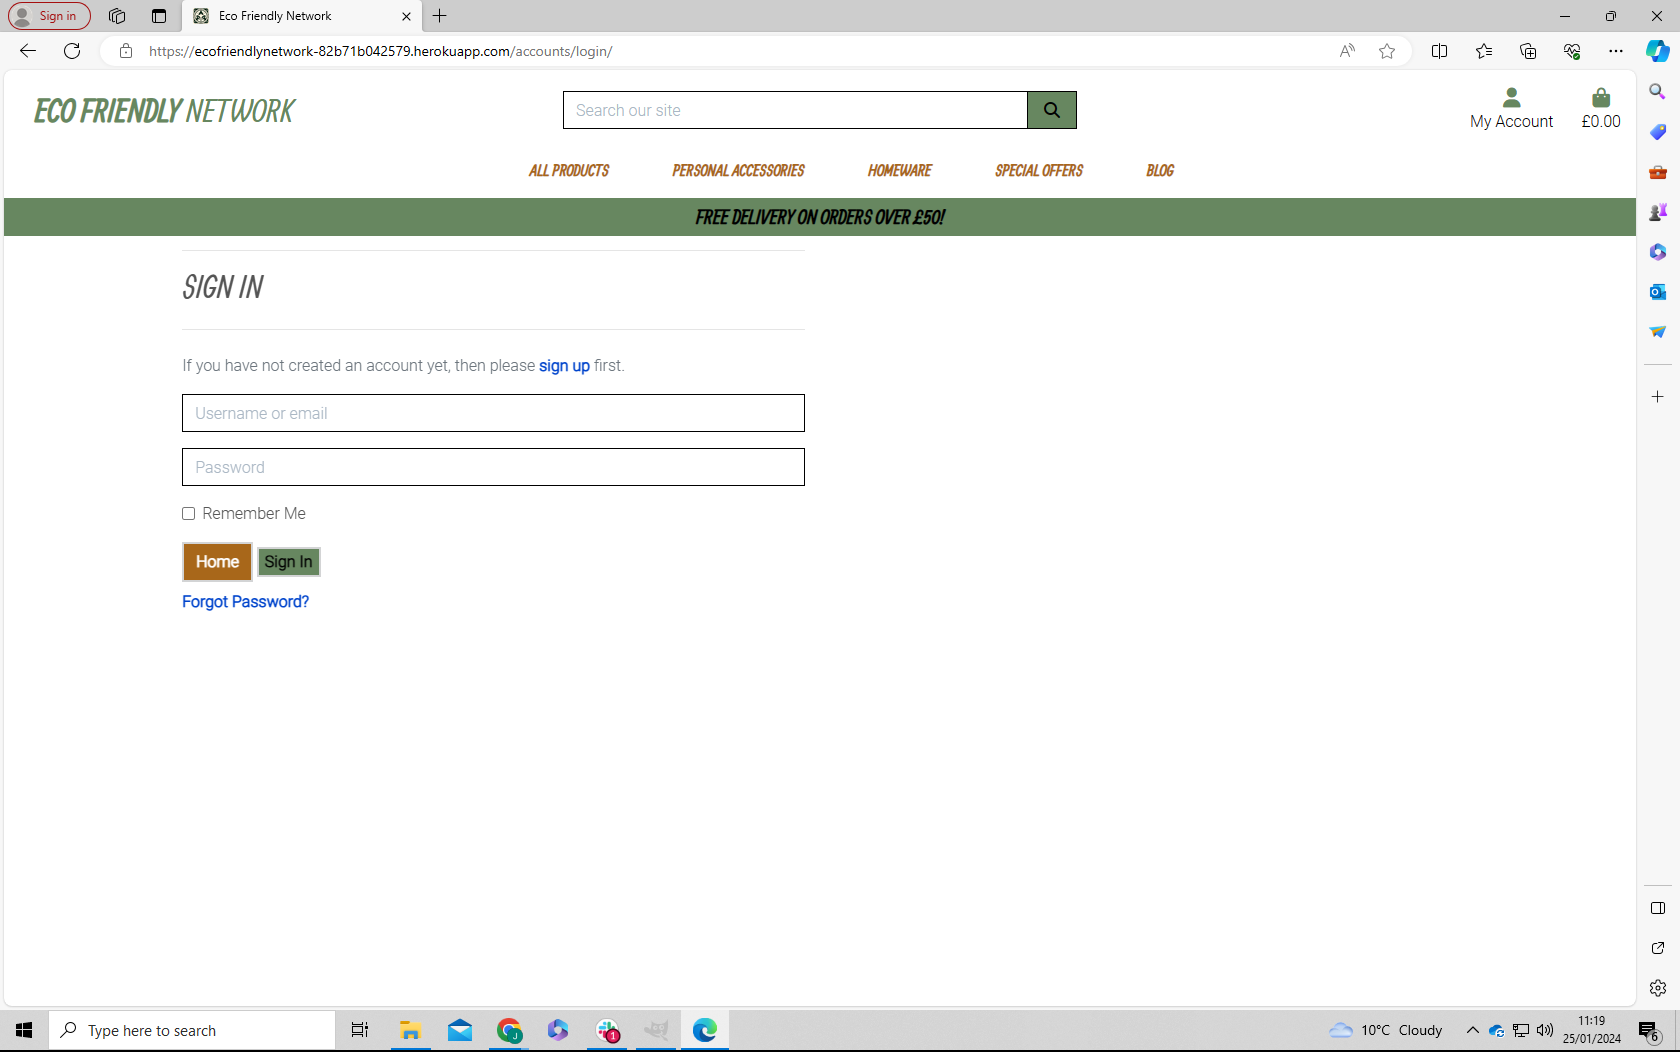 Sign in
Eco Friendly Network
https://ecofriendlynetwork-82b71b042579.herokuapp.com/accounts/login/
ECO FRIENDLY NETWORK
Search our site
My Account
£0.00
ALL PRODUCTS
PERSONAL ACCESSORIES
HOMEWARE
SPECIAL OFFERS
BLOG
FREE DELIVERY ON ORDERS OVER £50!
SIGN IN
If you have not created an account yet, then please sign up first.
Username or email
Password
Remember Me
Home
Sign In
Forgot Password?
Type here to search
J
1
10°C Cloudy
11:19
25/01/2024
6